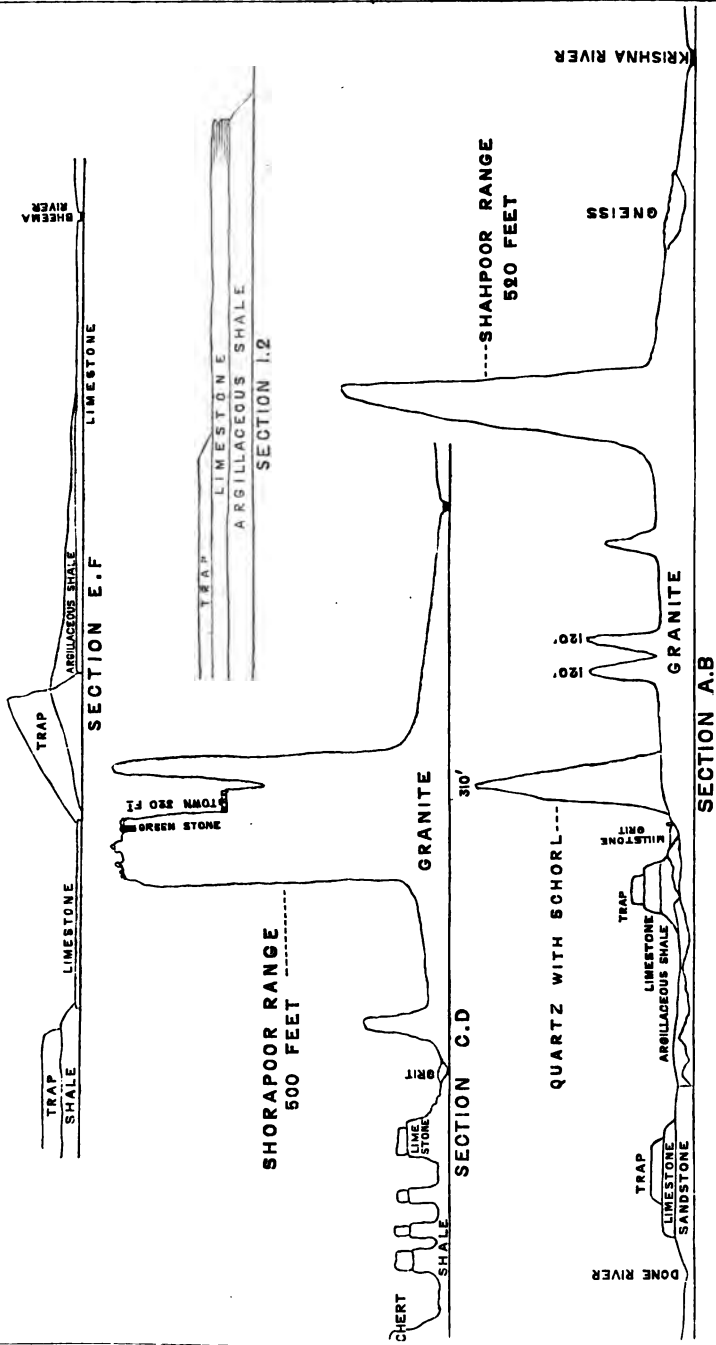 TRAP
SHALE
LIMESTONE
TRAP
ARGILLACEOUS SHALE
LIMESTONE
BHEEMA
RIVER
SECTION E.F
TRAP
LIMESTONE
ARGILLACEOUS SHALE
SECTION 1.2
SHORAPOOR RANGE
500 FEET
GREEN STONE
TOWN 320 FT
CHERT
SHALE
LIME
STONE
GRIT
GRANITE
SECTION C.D
DONE RIVER
TRAP
LIMESTONE
SANDSTONE
TRAP
LIMESTONE
ARGILLACEOUS SHALE
MILLSTONE
GRIT
QUARTZ WITH SCHORL
310'
120'
120'
GRANITE
SHAHPOOR RANGE
520 FEET
GNEISS
KRISHNA RIVER
SECTION A.B